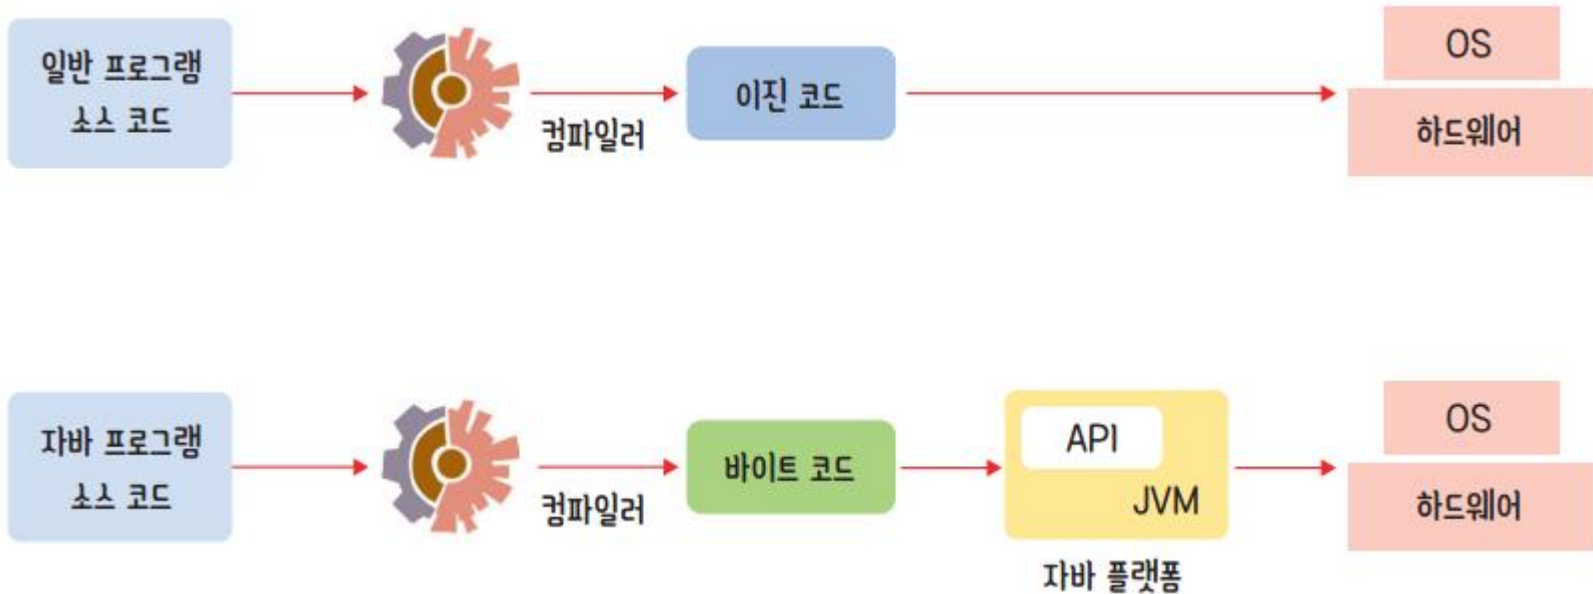 일반 프로그램
소스 코드
컴파일러
이진 코드
OS
하드웨어
자바 프로그램
소스 코드
컴파일러
바이트 코드
API
JVM
자바 플랫폼
OS
하드웨어